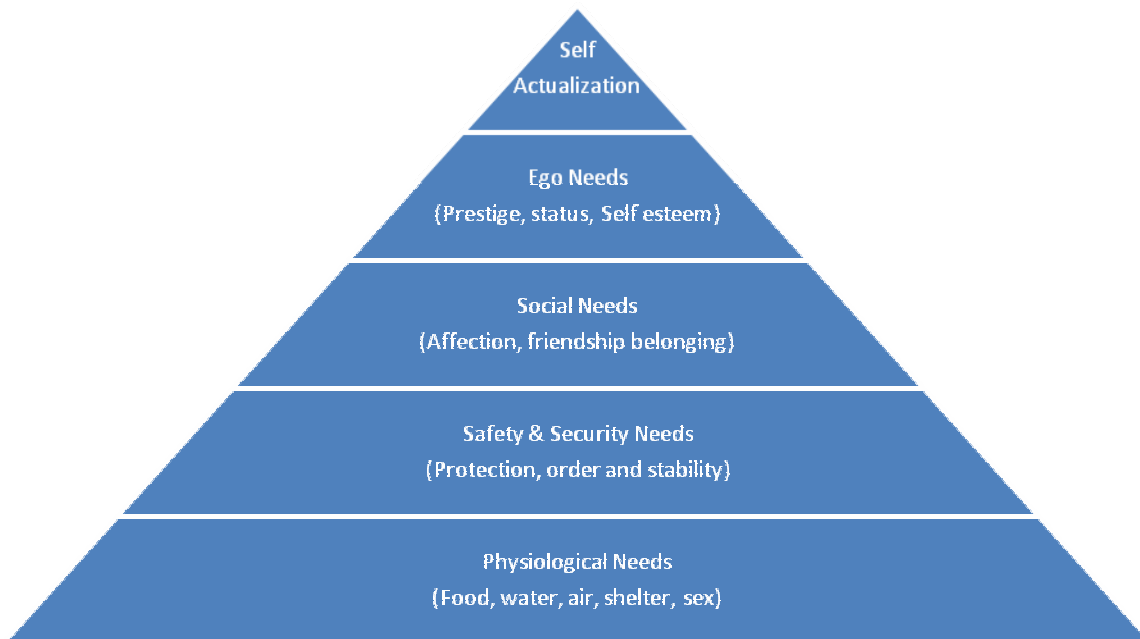 Self
Actualization
Ego Needs
(Prestige, status, Self esteem)
Social Needs
(Affection, friendship belonging)
Safety & Security Needs
(Protection, order and stability)
Physiological Needs
(Food, water, air, shelter, sex)